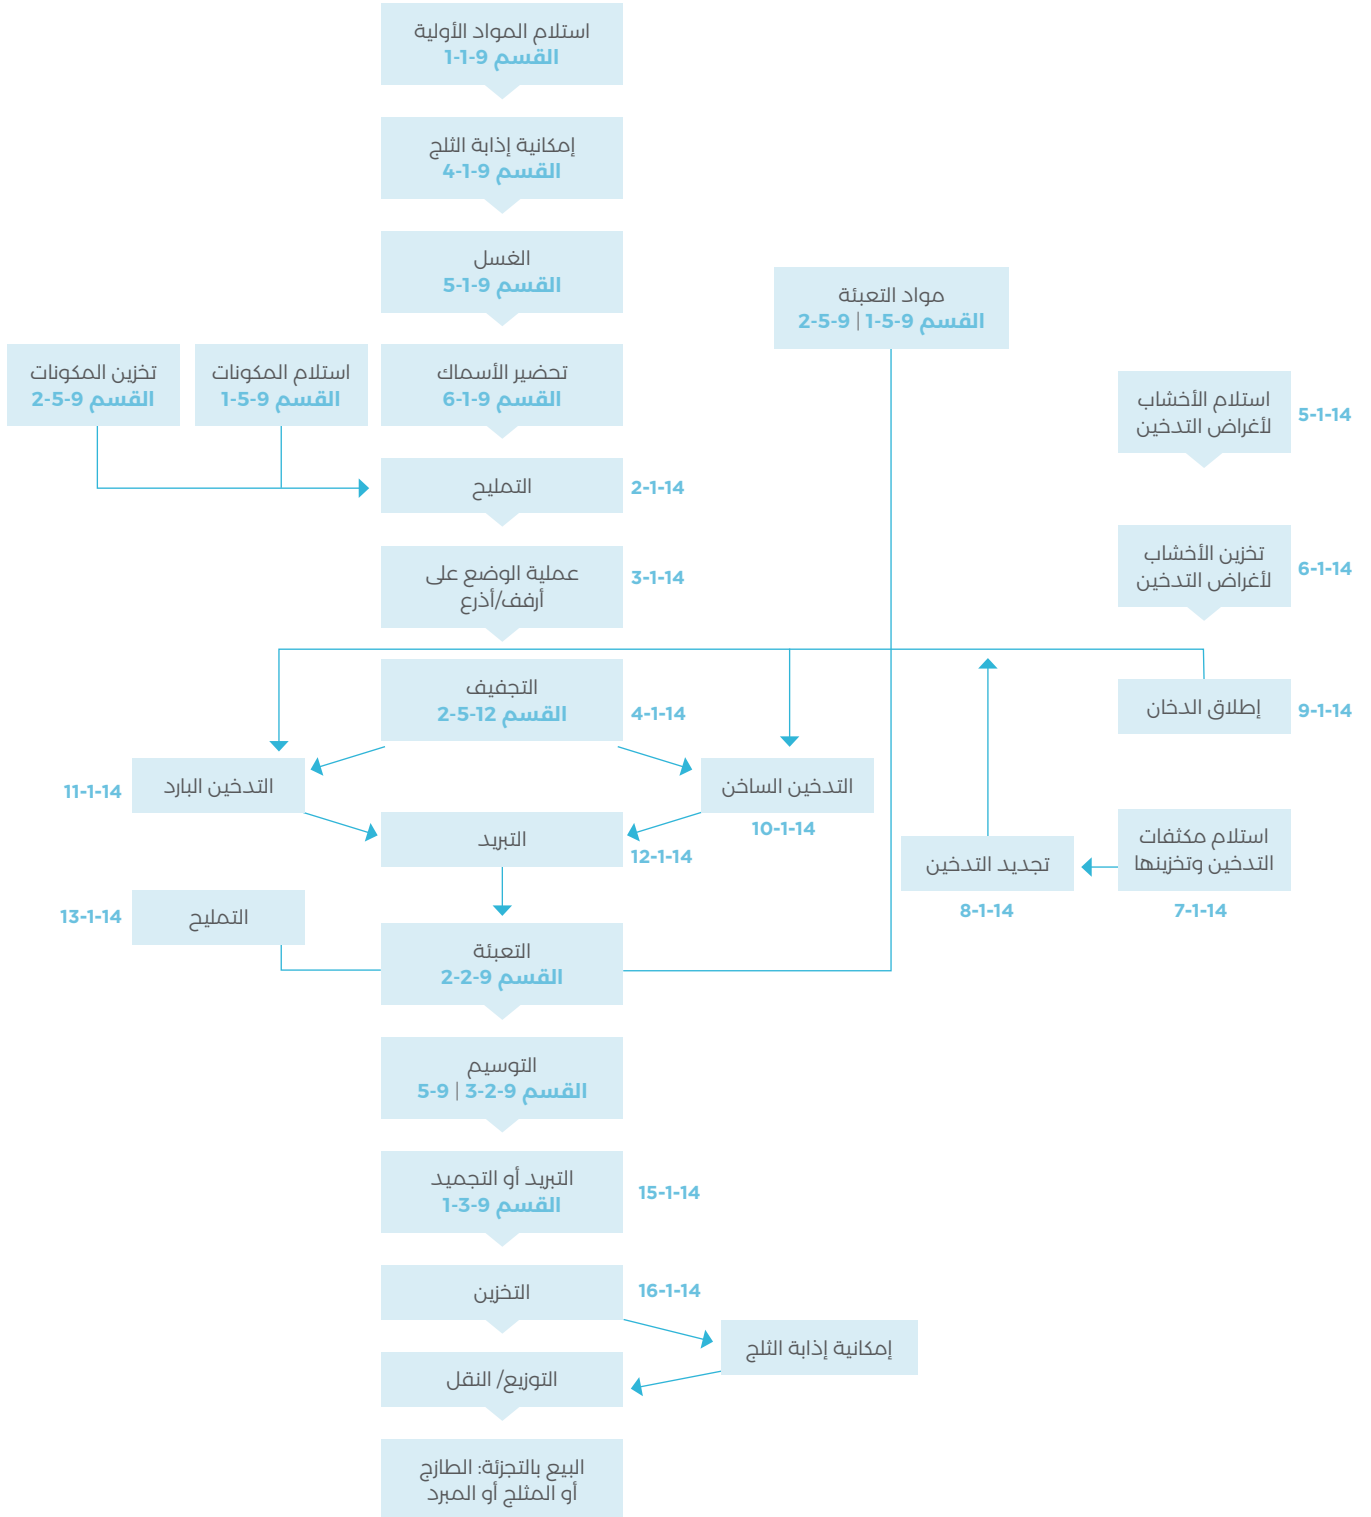 استلام المواد الأولية
القسم 9-1-1
إمكانية إذابة الثلج
القسم 9-1-4
الغسل
القسم 9-1-5
مواد التعبئة
القسم 9-5-1 | 9-5-2
تحضير الأسماك
القسم 9-1-6
استلام المكونات
القسم 9-5-1
تخزين المكونات
القسم 9-5-2
استلام الأخشاب
لأغراض التدخين
14-1-5
التمليح
14-1-2
تخزين الأخشاب
لأغراض التدخين
14-1-6
عملية الوضع على
أرفف/أذرع
14-1-3
التجفيف
القسم 12-5-2
14-1-4
إطلاق الدخان
14-1-9
التدخين الساخن
14-1-10
التدخين البارد
14-1-11
استلام مكثفات
التدخين وتخزينها
14-1-7
تجديد التدخين
14-1-8
التبريد
14-1-12
التمليح
14-1-13
التعبئة
القسم 9-2-2
التوسيم
القسم 9-2-3 | 9-5
التبريد أو التجميد
القسم 9-3-1
14-1-15
التخزين
14-1-16
إمكانية إذابة الثلج
التوزيع/ النقل
البيع بالتجزئة: الطازج
أو المثلج أو المبرد